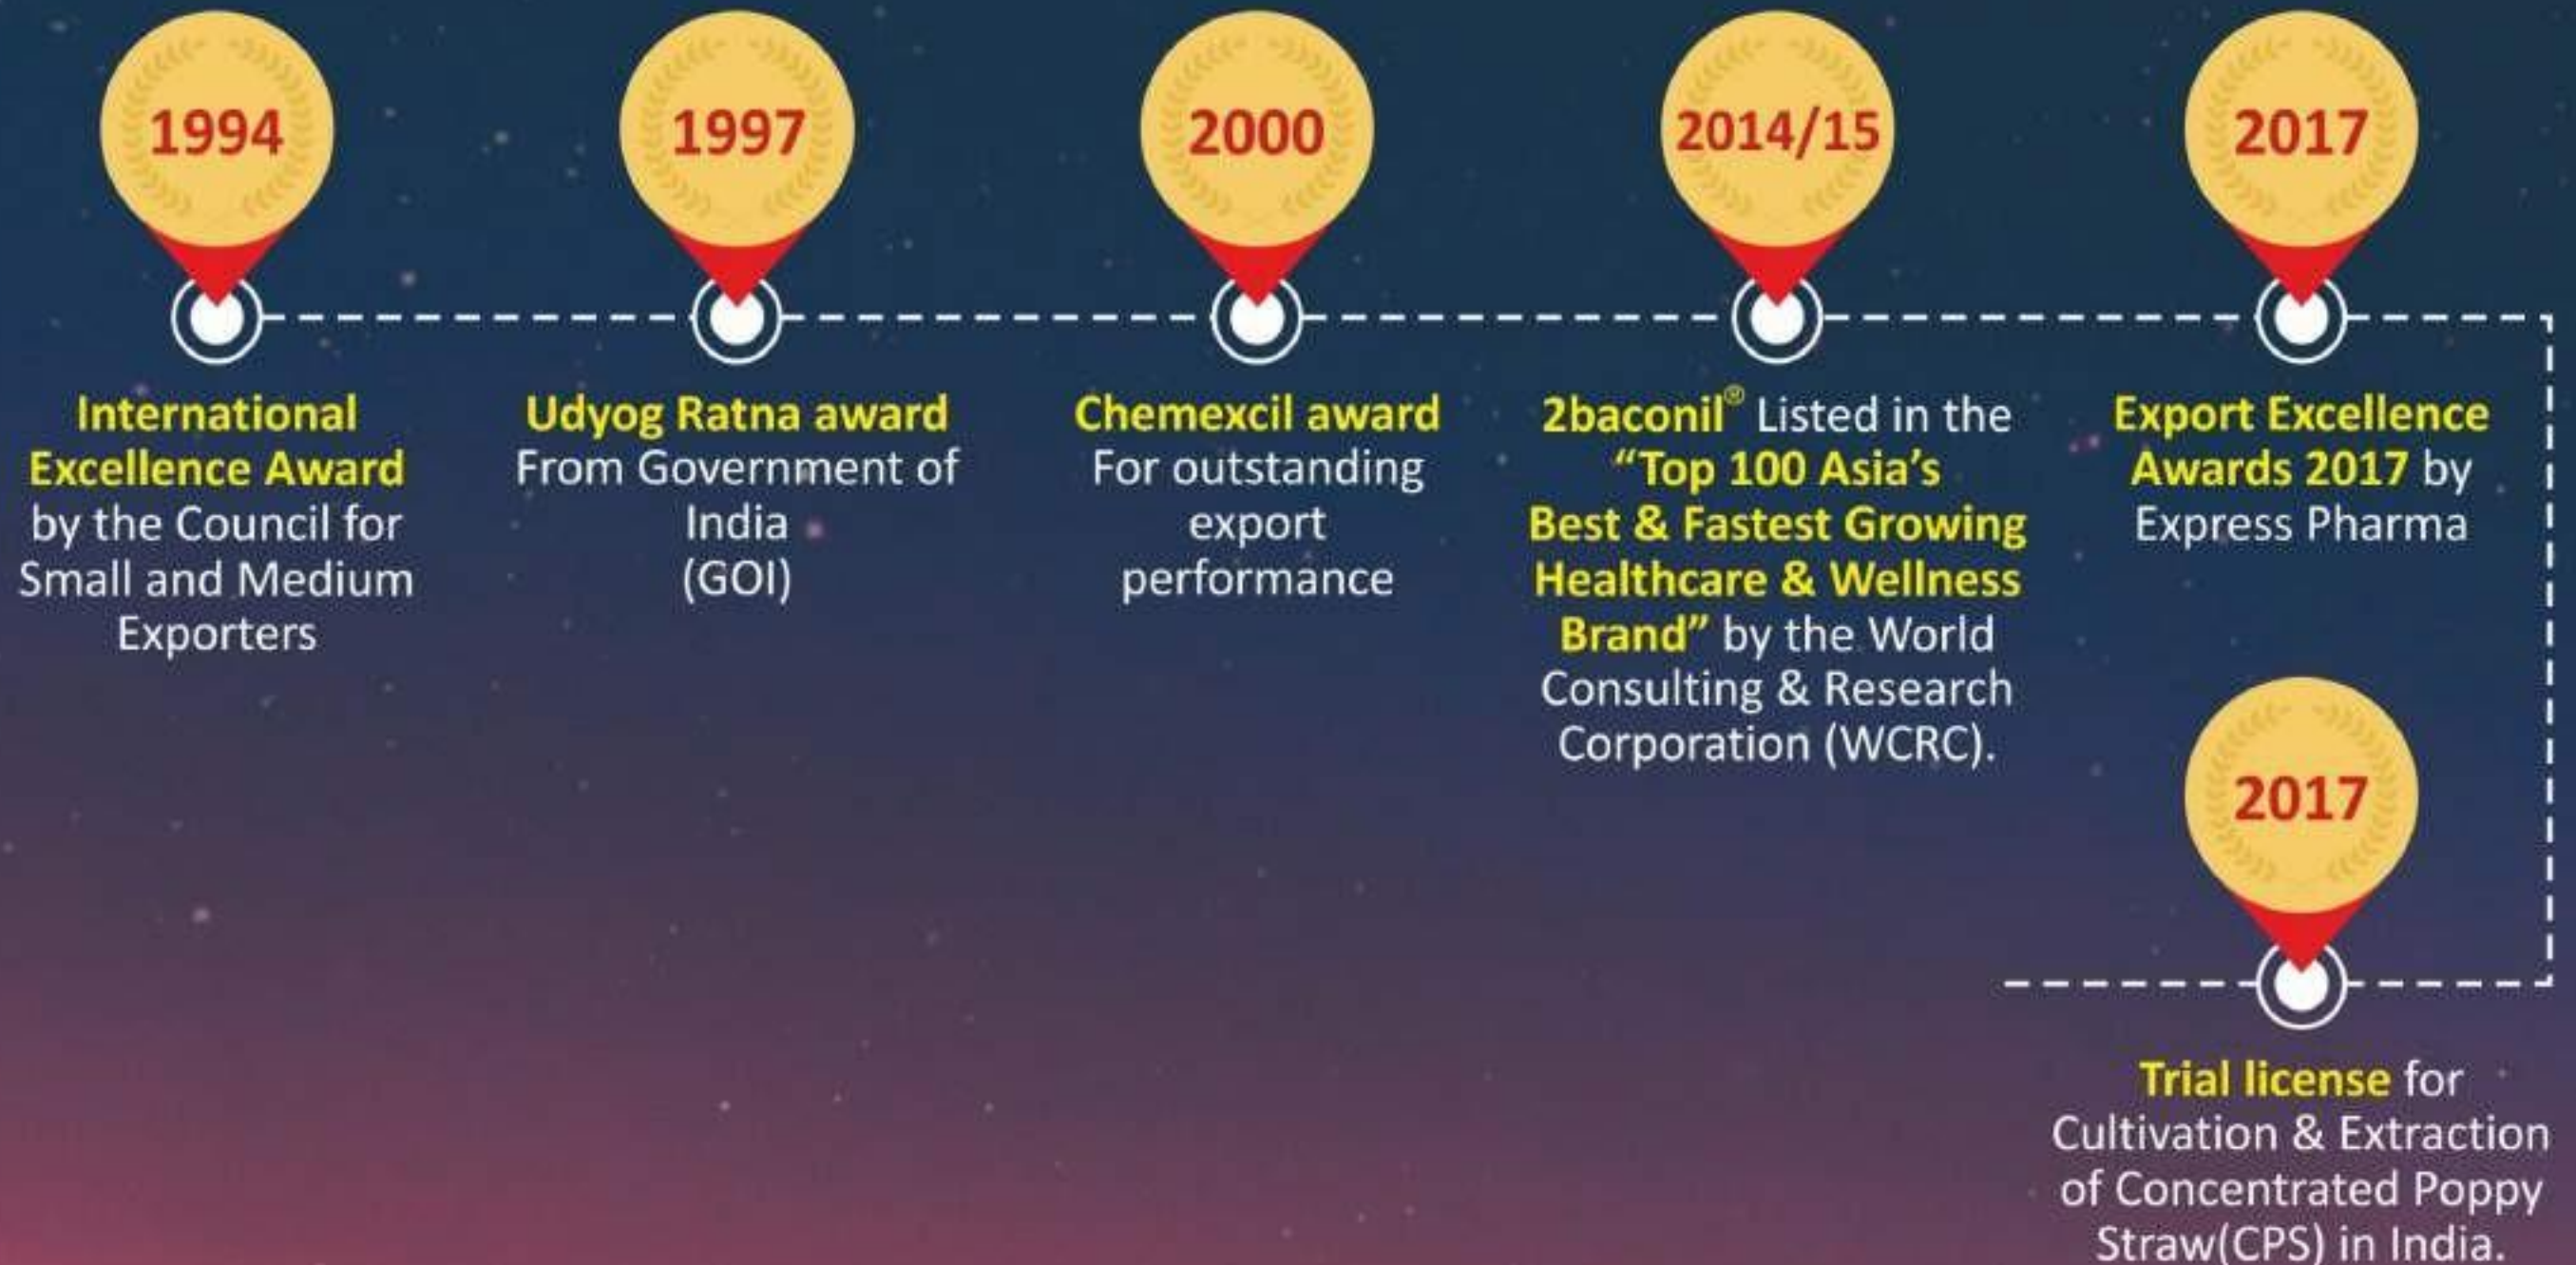 1994
International
Excellence Award
by the Council for
Small and Medium
Exporters
1997
Udyog Ratna award
From Government of
India
(GOI)
2000
Chemexcil award
For outstanding
export
performance
2014/15
2baconil® Listed in the
“Top 100 Asia’s
Best & Fastest Growing
Healthcare & Wellness
Brand” by the World
Consulting & Research
Corporation (WCRC).
2017
Export Excellence
Awards 2017 by
Express Pharma
2017
Trial license for
Cultivation & Extraction
of Concentrated Poppy
Straw(CPS) in India.